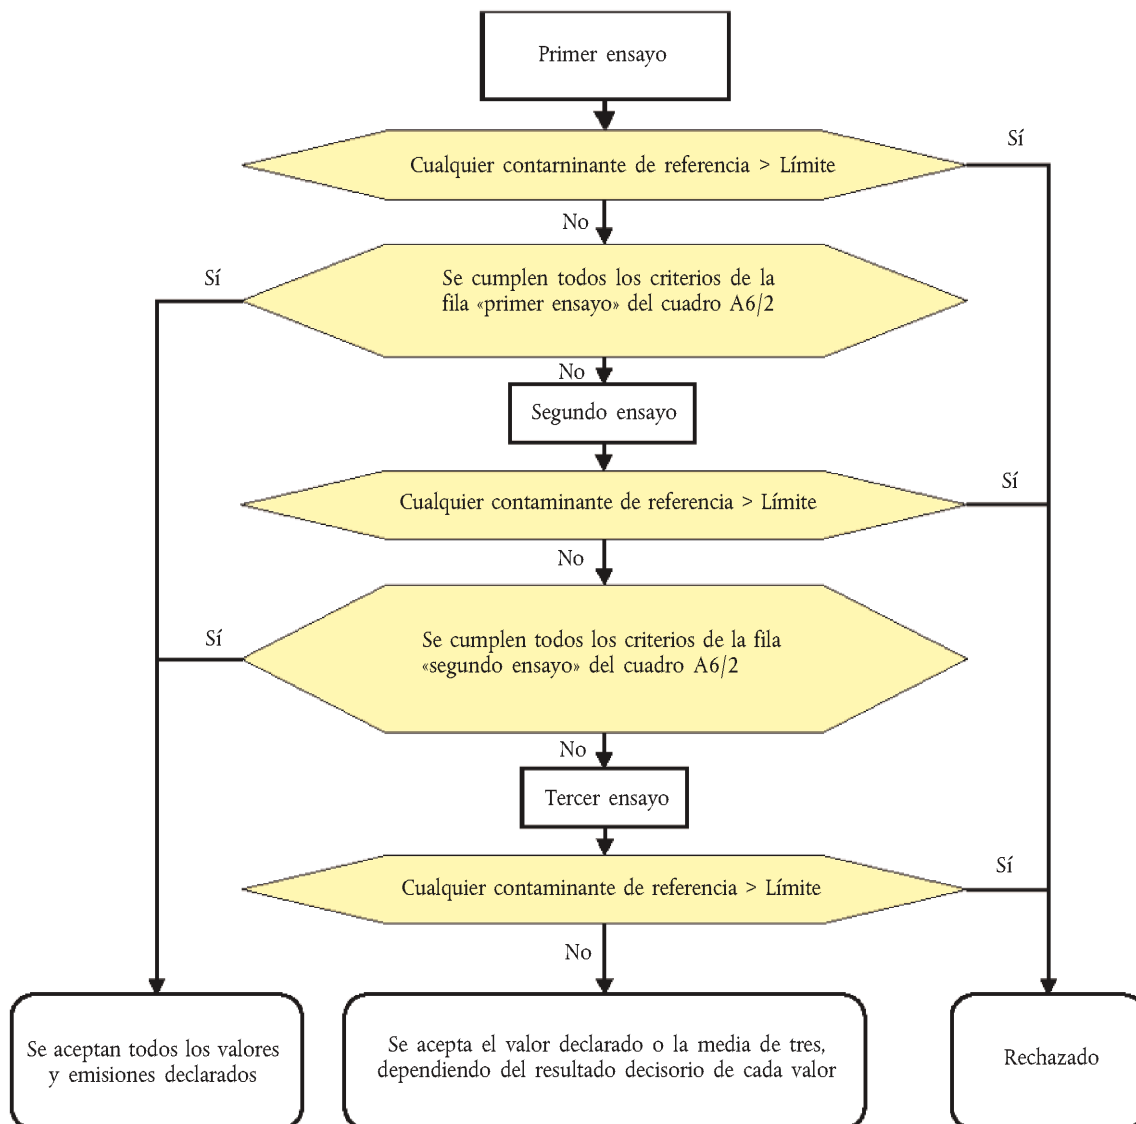 Primer ensayo
Sí
Cualquier contarninante de referencia > Límite
No
Sí
Se cumplen todos los criterios de la
fila «primer ensayo» del cuadro A6/2
No
Segundo ensayo
Sí
Cualquier contaminante de referencia > Límite
No
Sí
Se cumplen todos los criterios de la fila
«segundo ensayo» del cuadro A6/2
No
Tercer ensayo
Sí
Cualquier contaminante de referencia > Límite
No
Se aceptan todos los valores
y emisiones declarados
Se acepta el valor declarado o la media de tres,
dependiendo del resultado decisorio de cada valor
Rechazado